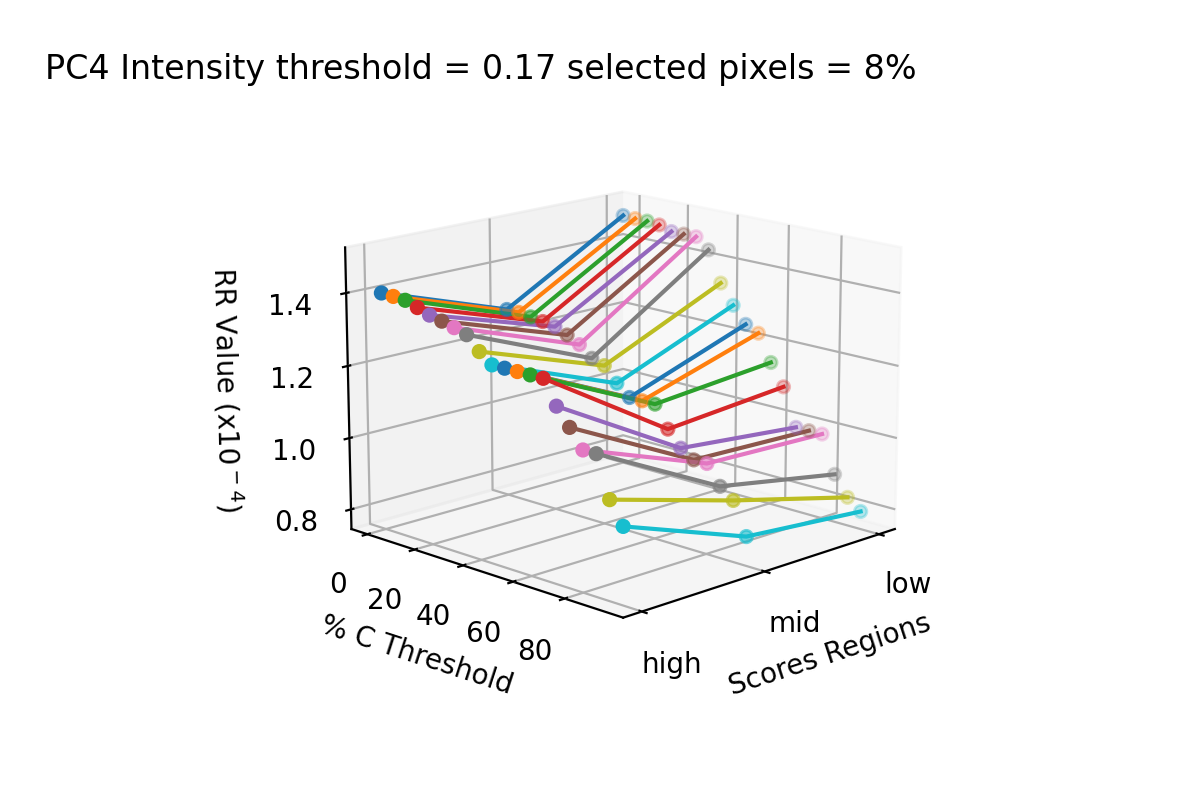 PC4 Intensity threshold = 0.17 selected pixels = 8%
RR Value (x10⁻⁴)
1.4
1.2
1.0
0.8
0
20
40
60
80
% C Threshold
high
mid
low
Scores Regions